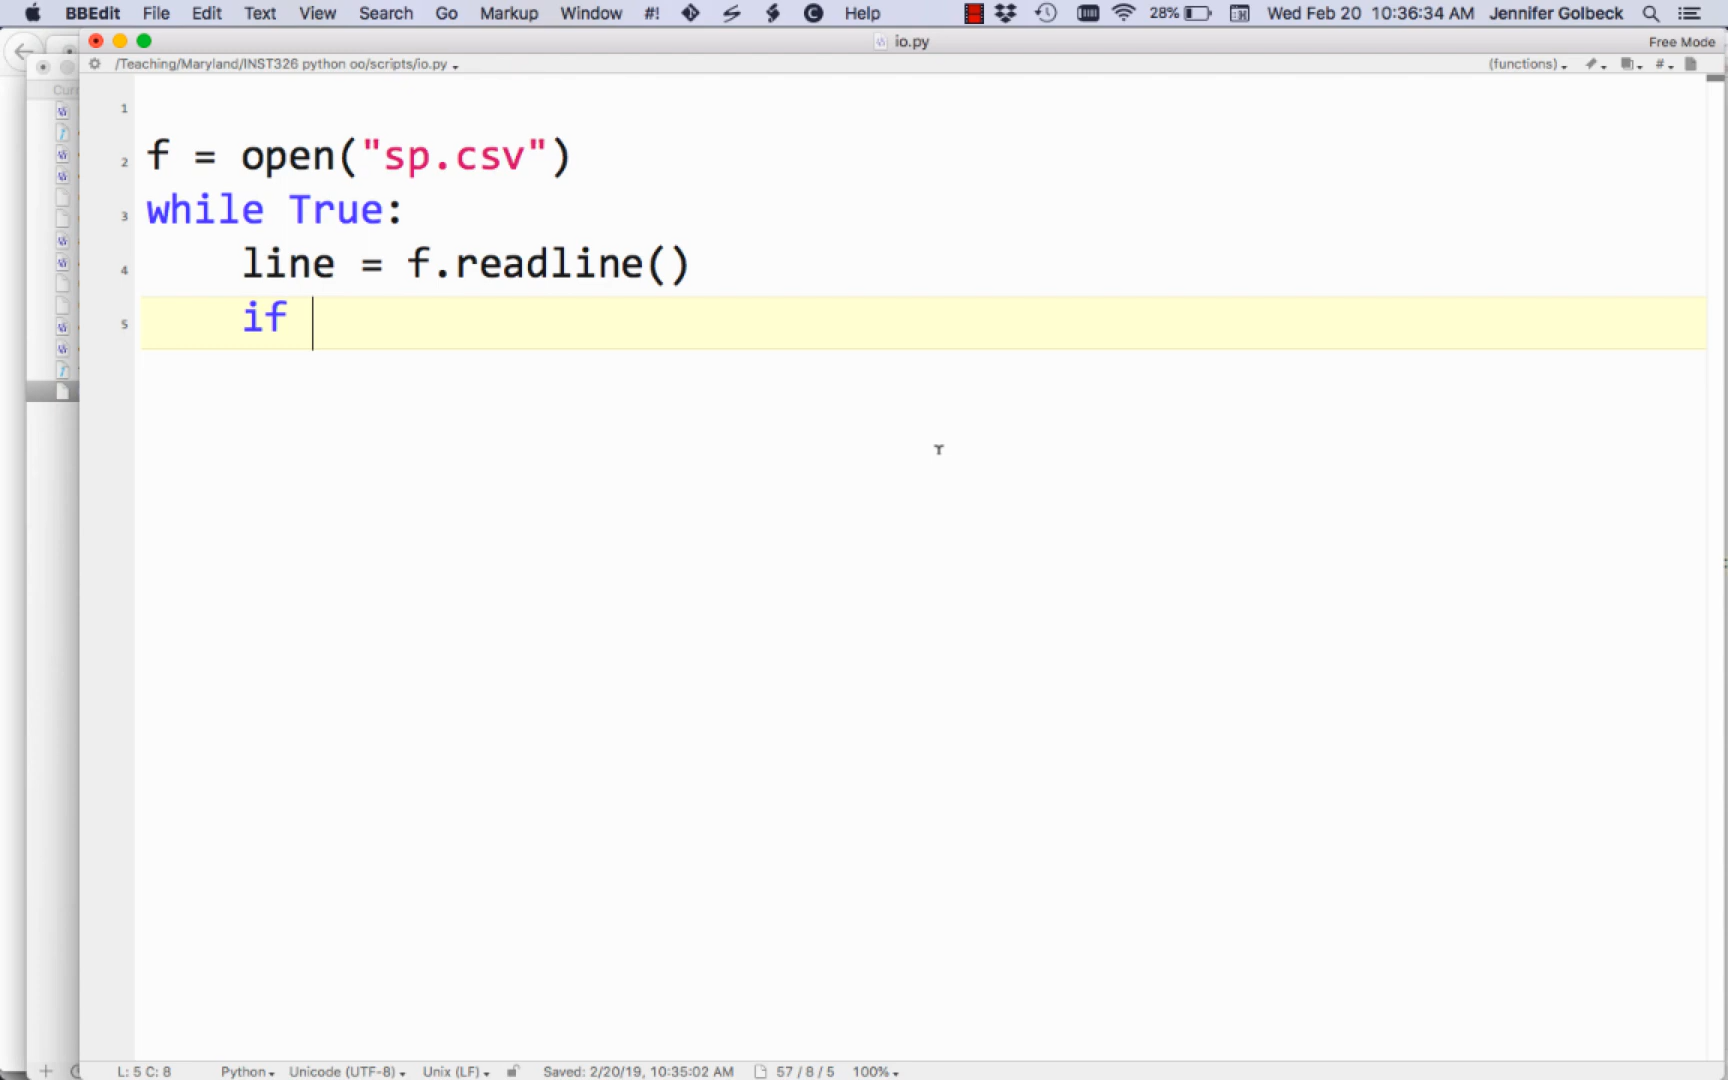 BBEdit File Edit Text View Search Go Markup Window #! Help 28% Wed Feb 20 10:36:34 AM Jennifer Golbeck
io.py Free Mode
/Teaching/Maryland/INST326 python oo/scripts/io.py (functions) #
Curr
1
2 f = open("sp.csv")
3 while True:
4 line = f.readline()
5 if
L: 5 C: 8 Python Unicode (UTF-8) Unix (LF) Saved: 2/20/19, 10:35:02 AM 57 / 8 / 5 100%